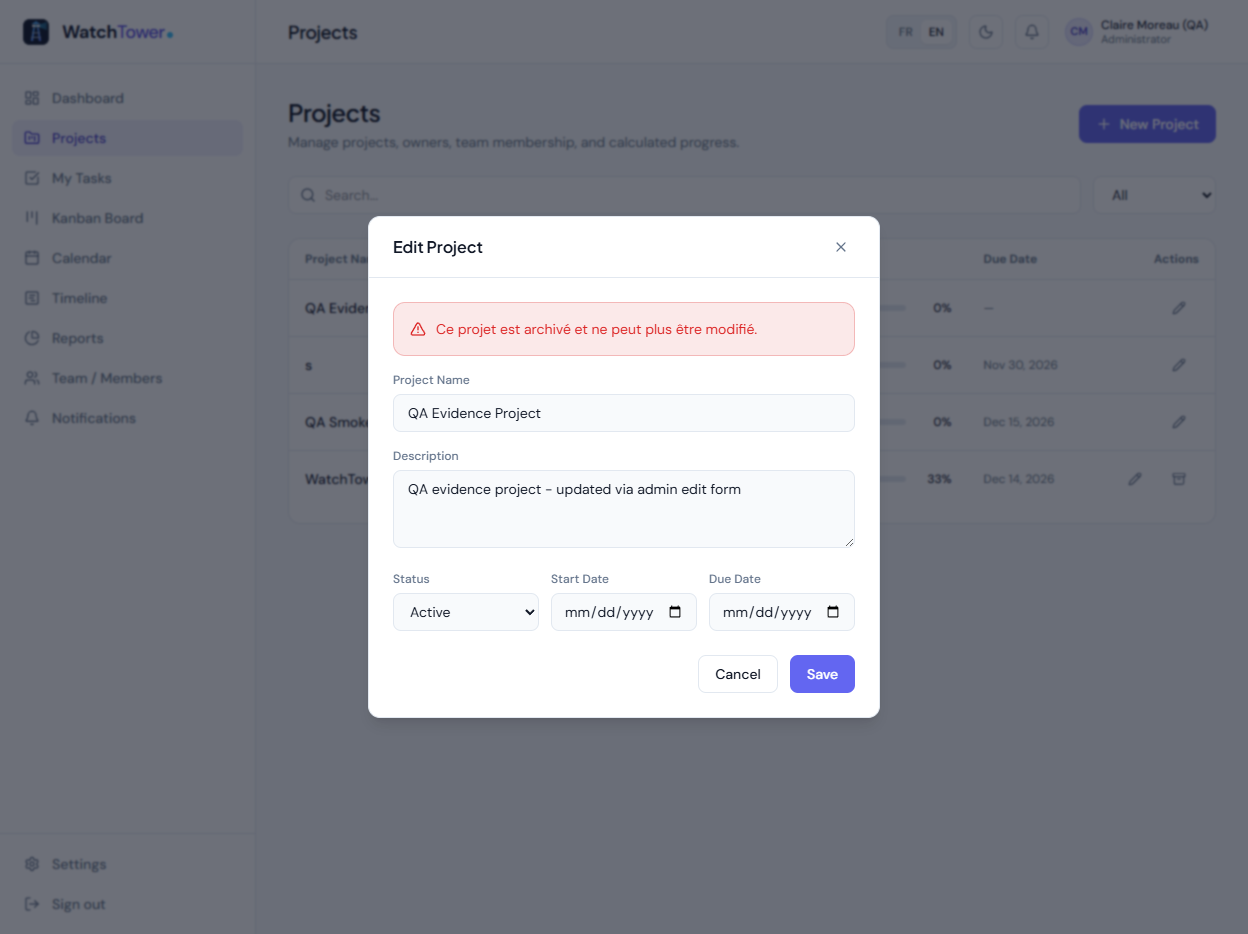 WatchTower
Projects
FR EN
CM
Claire Moreau (QA)
Administrator
Dashboard
Projects
My Tasks
Kanban Board
Calendar
Timeline
Reports
Team / Members
Notifications
Settings
Sign out
Projects
Manage projects, owners, team membership, and calculated progress.
+ New Project
Search...
All
Project Due Date Actions
QA 0% —
s 0% Nov 30, 2026
QA 0% Dec 15, 2026
33% Dec 14, 2026
Edit Project
Ce projet est archivé et ne peut plus être modifié.
Project Name
QA Evidence Project
Description
QA evidence project - updated via admin edit form
Status Start Date Due Date
Active mm/dd/yyyy mm/dd/yyyy
Cancel Save